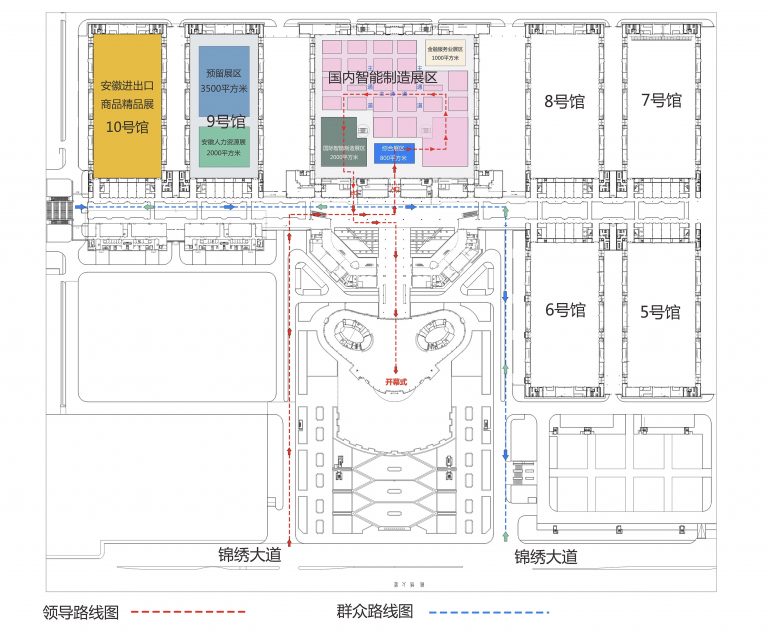 安徽进出口
商品精品展
10号馆
预留展区
3500平方米
9号馆
安徽人力资源展
2000平方米
金融服务业展区
1000平方米
国内智能制造展区
国际智能制造展区
2000平方米
综合展区
800平方米
8号馆
7号馆
6号馆
5号馆
开幕式
锦绣大道
锦绣大道
领导路线图
群众路线图